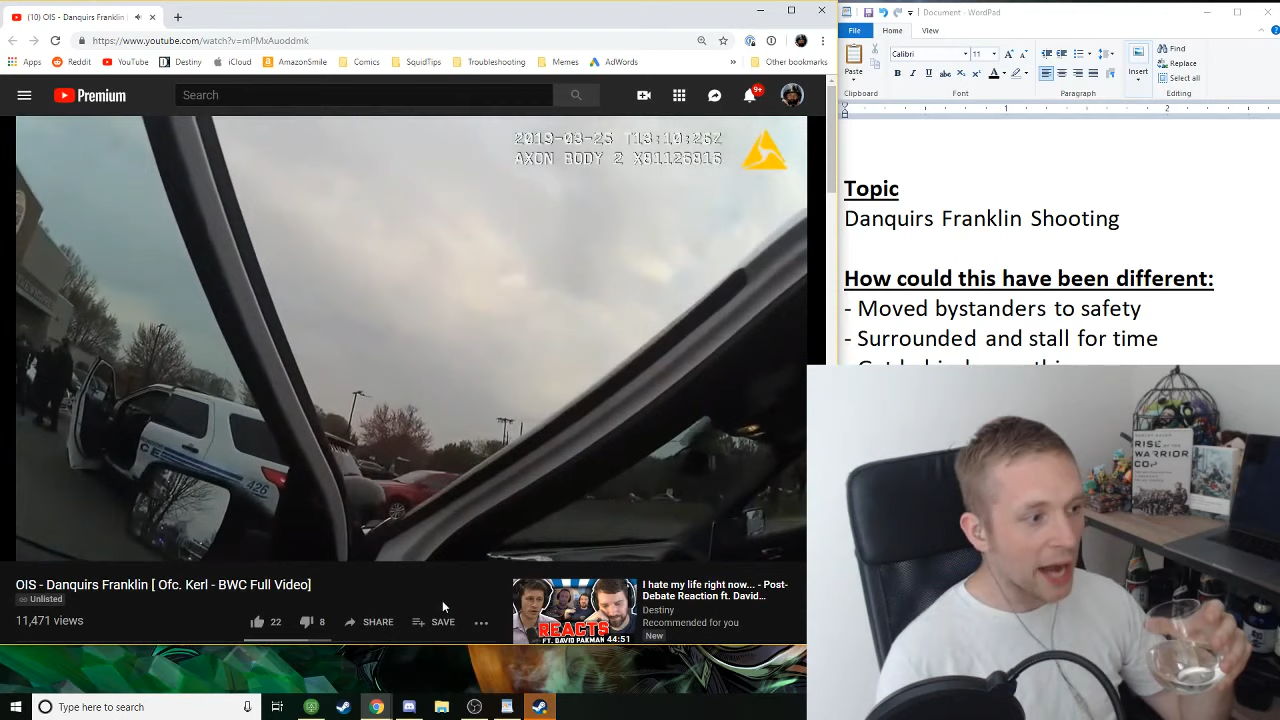 (10) OIS - Danquirs Franklin
Document - WordPad
https://www.youtube.com/watch?v=mPMxAuoddmk
File
Home
View
Apps
Reddit
YouTube
Destiny
iCloud
AmazonSmile
Comics
SquidTips
Troubleshooting
Memes
AdWords
»
Other bookmarks
Paste
Calibri
11
Insert
Find
Replace
Select all
Clipboard
Font
Paragraph
Editing
Premium
Search
9+
1
2
2019-03-25 T13:10:26Z
AXON BODY 2 X81126816
Topic
Danquirs Franklin Shooting
How could this have been different:
- Moved bystanders to safety
- Surrounded and stall for time
426
RISE OF THE
WARRIOR
COP
OIS - Danquirs Franklin [ Ofc. Kerl - BWC Full Video]
Unlisted
11,471 views
22
8
SHARE
SAVE
REACTS
FT. DAVID PAKMAN
44:51
I hate my life right now... - Post-
Debate Reaction ft. David...
Destiny
Recommended for you
New
Type here to search